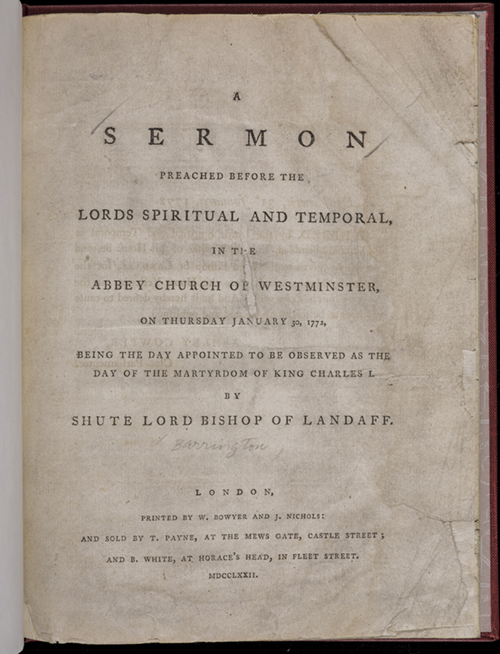 A
SERMON
PREACHED BEFORE THE
LORDS SPIRITUAL AND TEMPORAL,
IN THE
ABBEY CHURCH OF WESTMINSTER,
ON THURSDAY JANUARY 30, 1772,
BEING THE DAY APPOINTED TO BE OBSERVED AS THE
DAY OF THE MARTYRDOM OF KING CHARLES I.
BY
SHUTE LORD BISHOP OF LANDAFF.
Barrington
LONDON,
PRINTED BY W. BOWYER AND J. NICHOLS:
AND SOLD BY T. PAYNE, AT THE MEWS GATE, CASTLE STREET;
AND B. WHITE, AT HORACE'S HEAD, IN FLEET STREET.
MDCCLXXII.